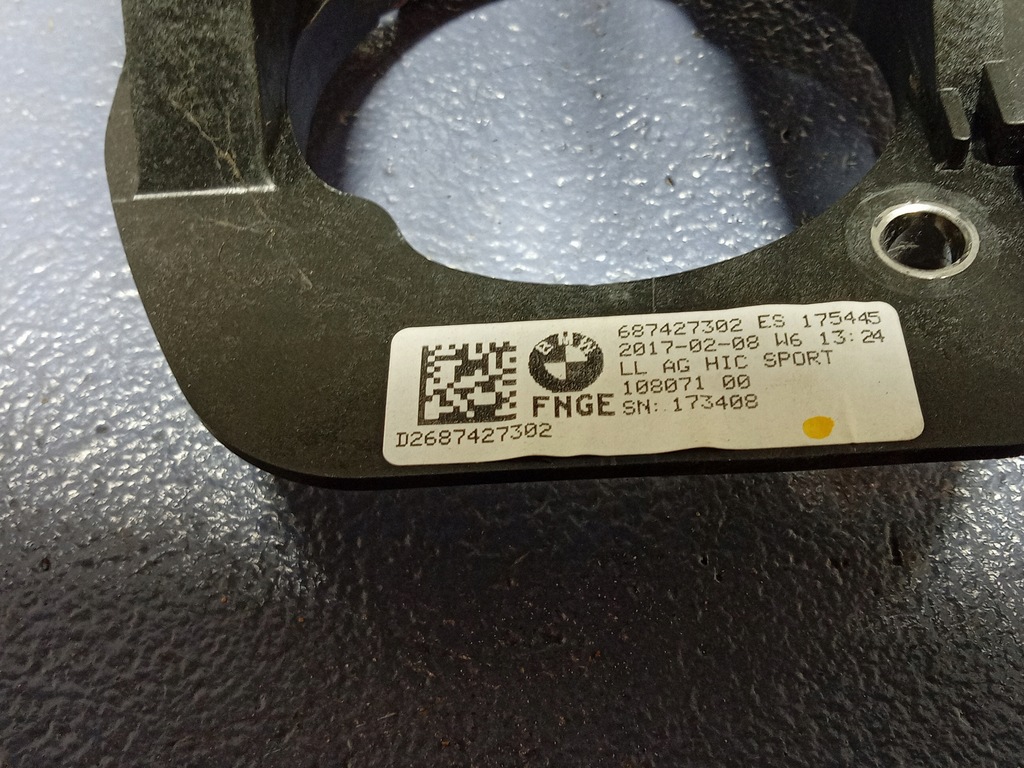 687427302 ES 175445
2017-02-08 W6 13:24
LL AG HIC SPORT
108071 00
SN: 173408
BMW
FNGE
D2687427302